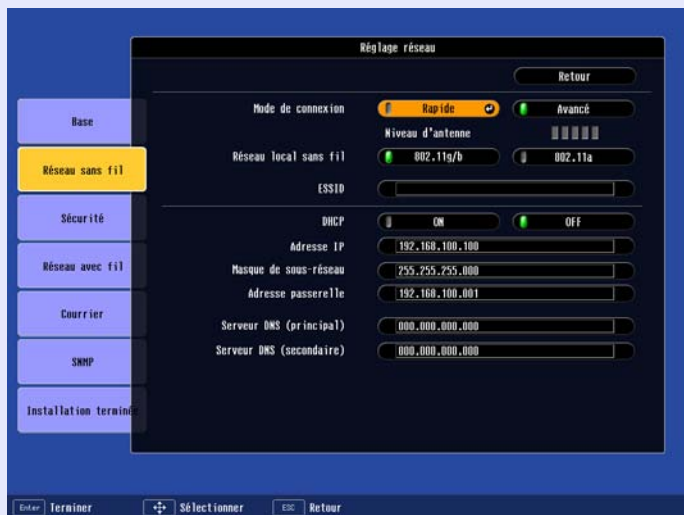 Réglage réseau
Retour
Base
Réseau sans fil
Sécurité
Réseau avec fil
Courrier
SNMP
Installation terminée
Mode de connexion Rapide Avancé
Niveau d'antenne
Réseau local sans fil 802.11g/b 802.11a
ESSID
DHCP ON OFF
Adresse IP 192.168.100.100
Masque de sous-réseau 255.255.255.000
Adresse passerelle 192.168.100.001
Serveur DNS (principal) 000.000.000.000
Serveur DNS (secondaire) 000.000.000.000
Enter Terminer Sélectionner ESC Retour